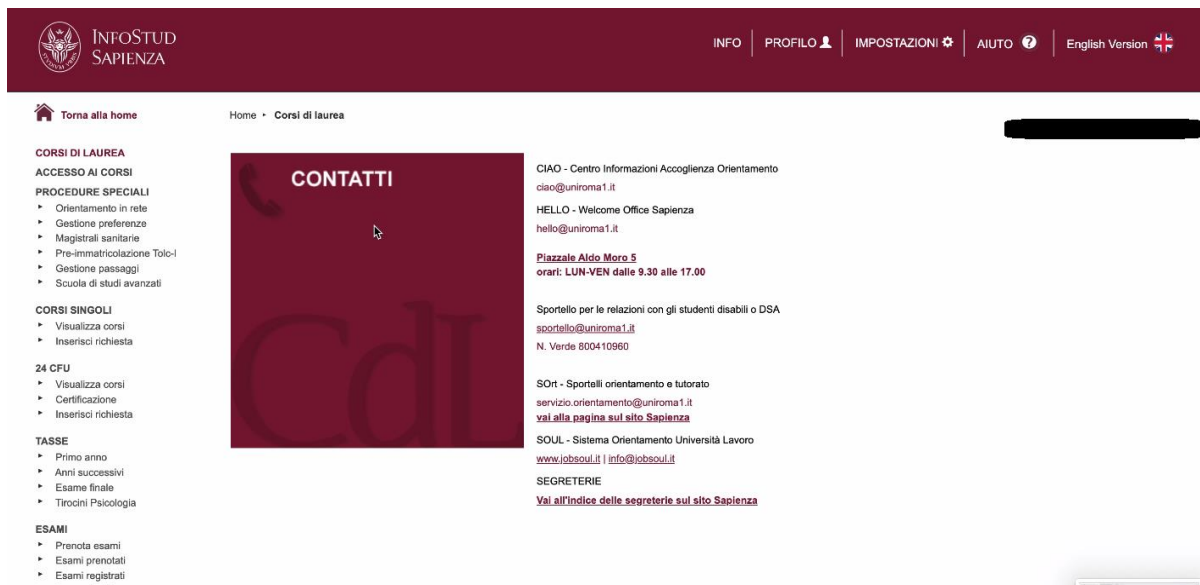 INFOSTUD
SAPIENZA
INFO
PROFILO
IMPOSTAZIONI
AIUTO ?
English Version
Torna alla home
Home ‣ Corsi di laurea
CORSI DI LAUREA
ACCESSO AI CORSI
PROCEDURE SPECIALI
Orientamento in rete
Gestione preferenze
Magistrali sanitarie
Pre-immatricolazione Tolc-I
Gestione passaggi
Scuola di studi avanzati
CORSI SINGOLI
Visualizza corsi
Inserisci richiesta
24 CFU
Visualizza corsi
Certificazione
Inserisci richiesta
TASSE
Primo anno
Anni successivi
Esame finale
Tirocini Psicologia
ESAMI
Prenota esami
Esami prenotati
Esami registrati
CONTATTI
CdL
CIAO - Centro Informazioni Accoglienza Orientamento
ciao@uniroma1.it
HELLO - Welcome Office Sapienza
hello@uniroma1.it
Piazzale Aldo Moro 5
orari: LUN-VEN dalle 9.30 alle 17.00
Sportello per le relazioni con gli studenti disabili o DSA
sportello@uniroma1.it
N. Verde 800410960
SOrt - Sportelli orientamento e tutorato
servizio.orientamento@uniroma1.it
vai alla pagina sul sito Sapienza
SOUL - Sistema Orientamento Università Lavoro
www.jobsoul.it | info@jobsoul.it
SEGRETERIE
Vai all'indice delle segreterie sul sito Sapienza